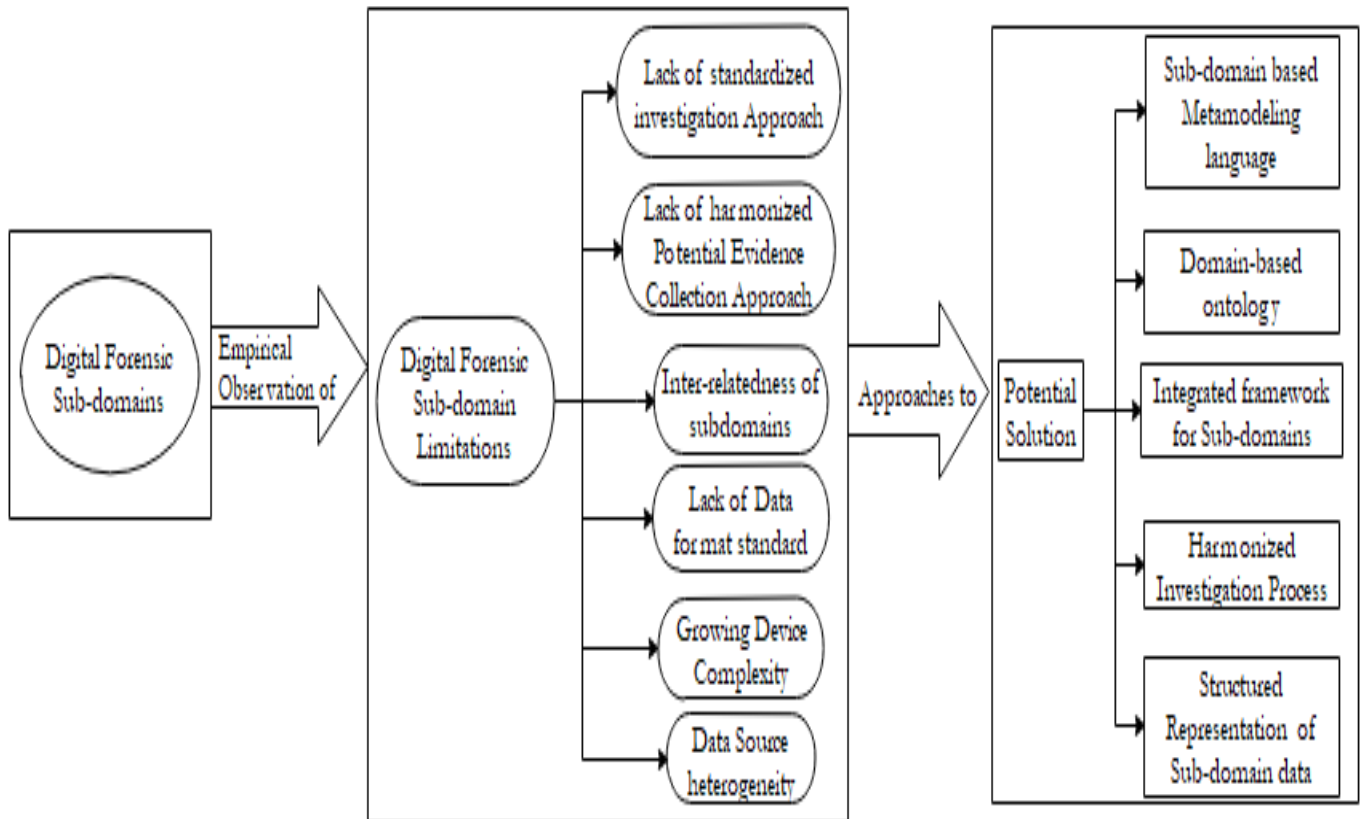 Digital Forensic
Sub-domains
Empirical
Observation of
Digital Forensic
Sub-domain
Limitations
Lack of standardized
investigation Approach
Lack of harmonized
Potential Evidence
Collection Approach
Inter-relatedness of
subdomains
Lack of Data
format standard
Growing Device
Complexity
Data Source
heterogeneity
Approaches to
Potential
Solution
Sub-domain based
Metamodeling
language
Domain-based
ontology
Integrated framework
for Sub-domains
Harmonized
Investigation Process
Structured
Representation of
Sub-domain data